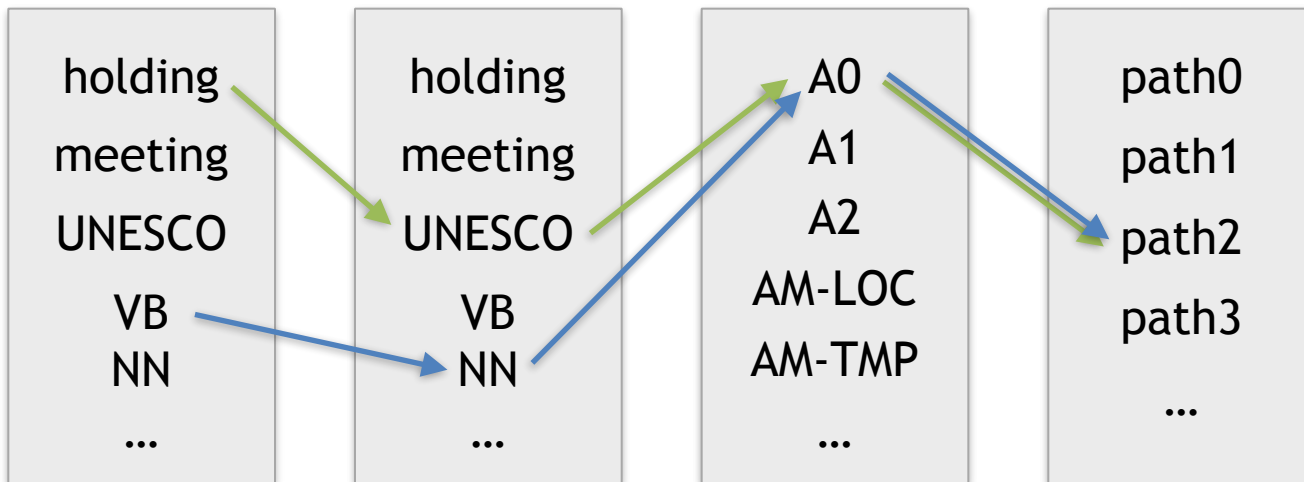 holding
meeting
UNESCO
VB
NN
…
holding
meeting
UNESCO
VB
NN
…
A0
A1
A2
AM-LOC
AM-TMP
…
path0
path1
path2
path3
…